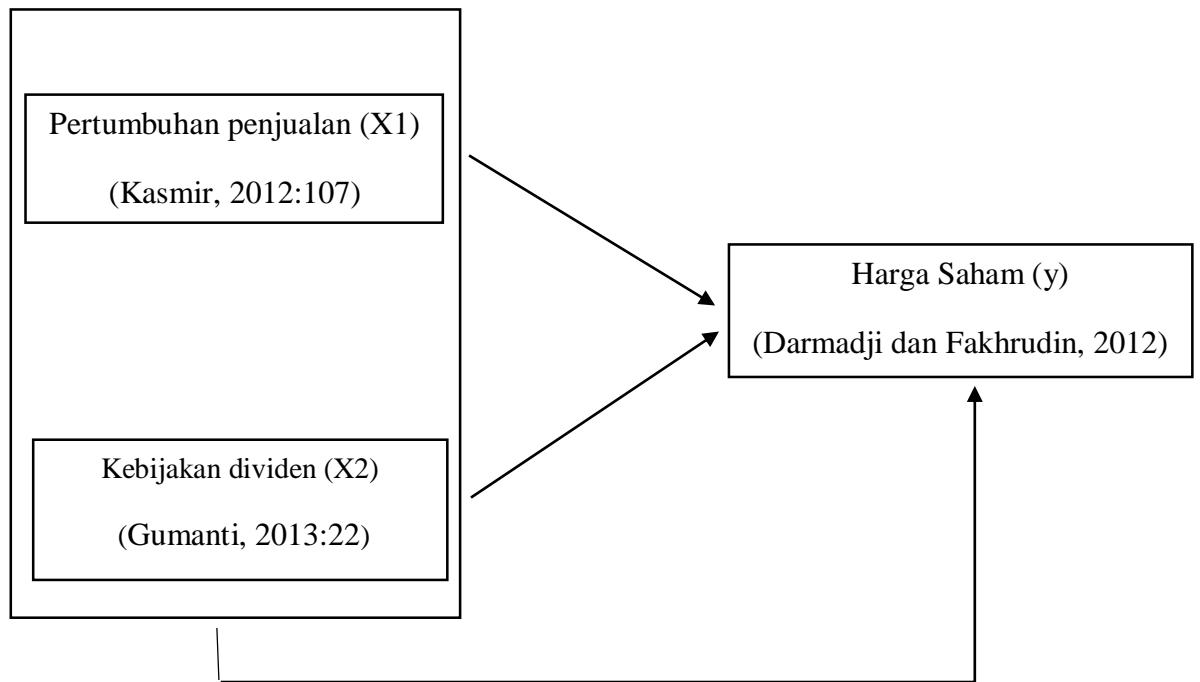 Pertumbuhan penjualan (X1)
(Kasmir, 2012:107)
Harga Saham (y)
(Darmadji dan Fakhrudin, 2012)
Kebijakan dividen (X2)
(Gumanti, 2013:22)